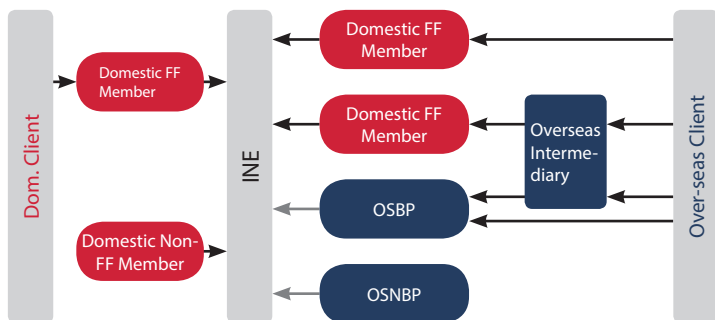 Dom. Client
Domestic FF
Member
Domestic Non-
FF Member
INE
Domestic FF
Member
Domestic FF
Member
OSBP
OSNBP
Overseas
Interme-
diary
Over-seas Client